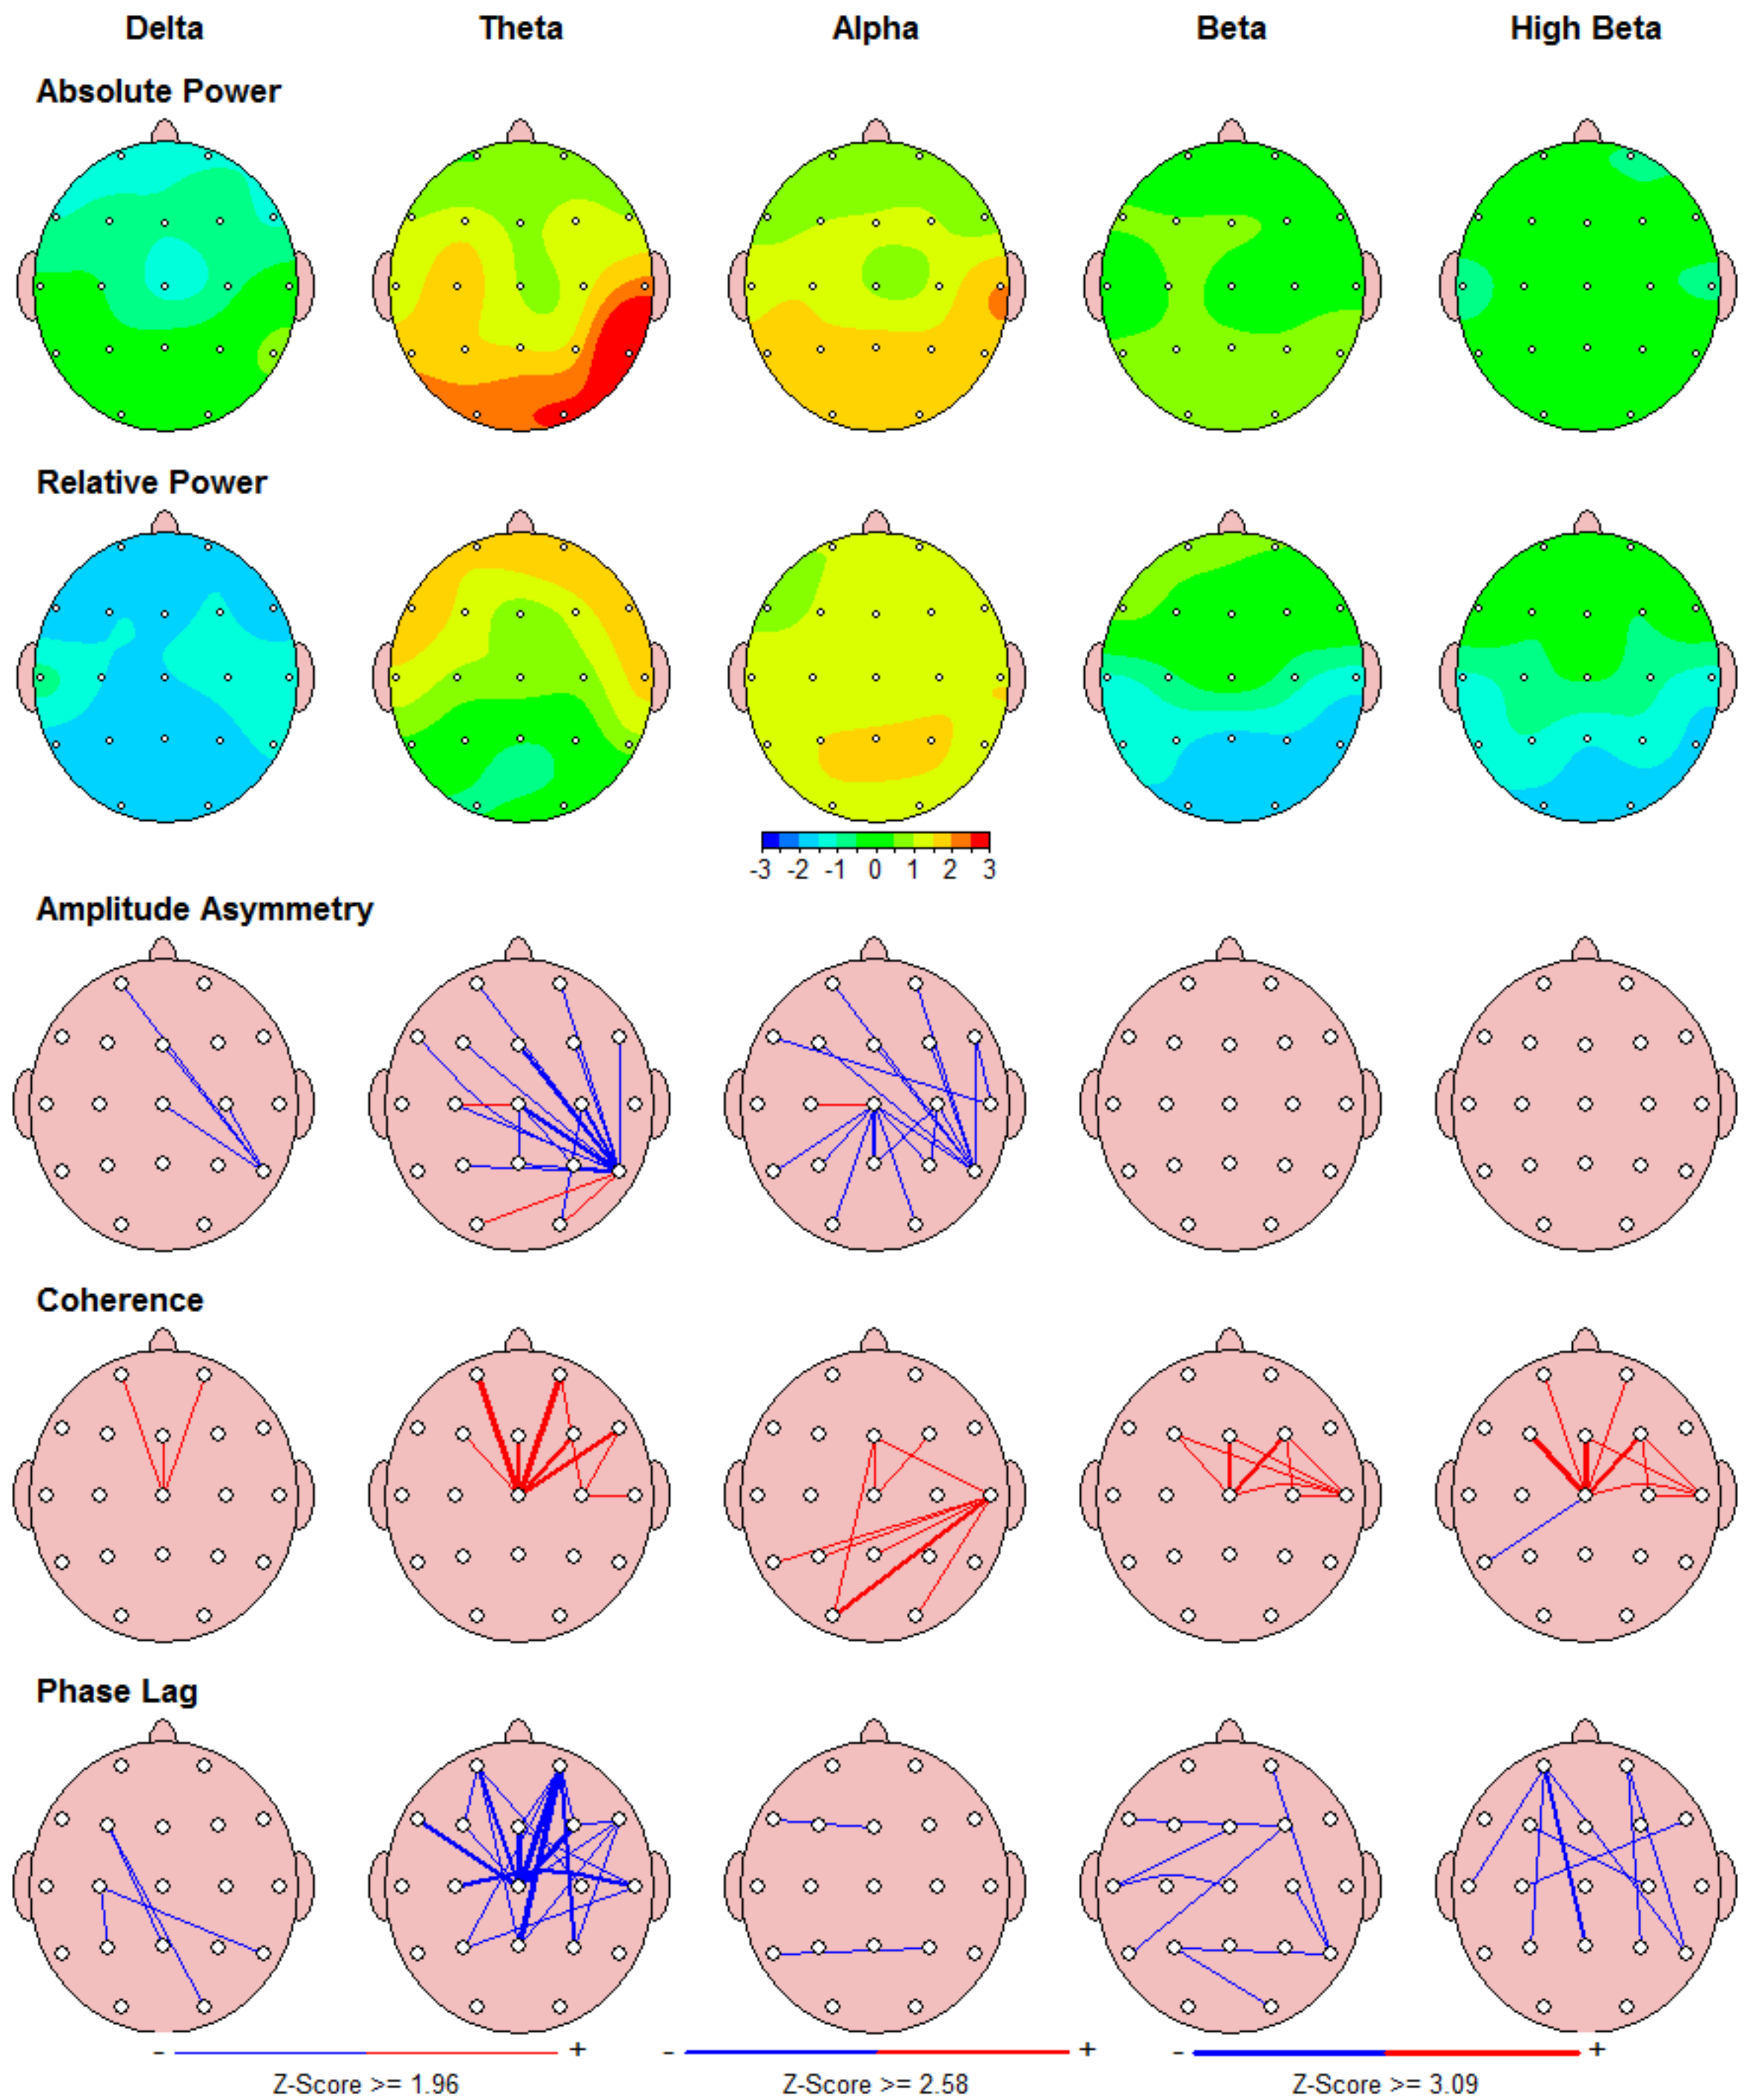 Delta Theta Alpha Beta High Beta
Absolute Power
Relative Power
-3 -2 -1 0 1 2 3
Amplitude Asymmetry
Coherence
Phase Lag
- + - + - +
Z-Score >= 1.96 Z-Score >= 2.58 Z-Score >= 3.09